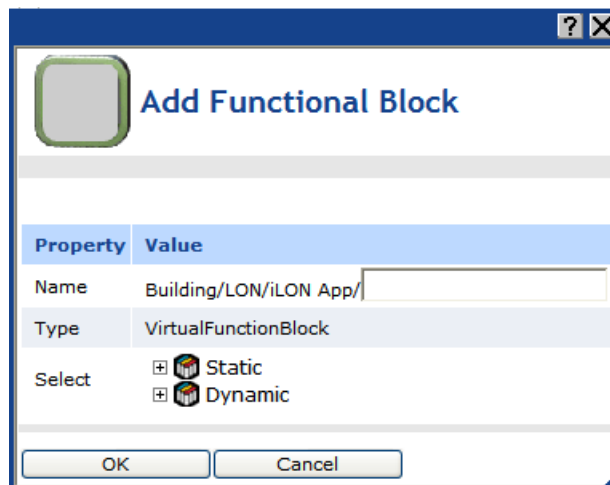 ?
Add Functional Block
Property Value
Name Building/LON/iLON App/
Type VirtualFunctionBlock
Select
Static
Dynamic
OK Cancel